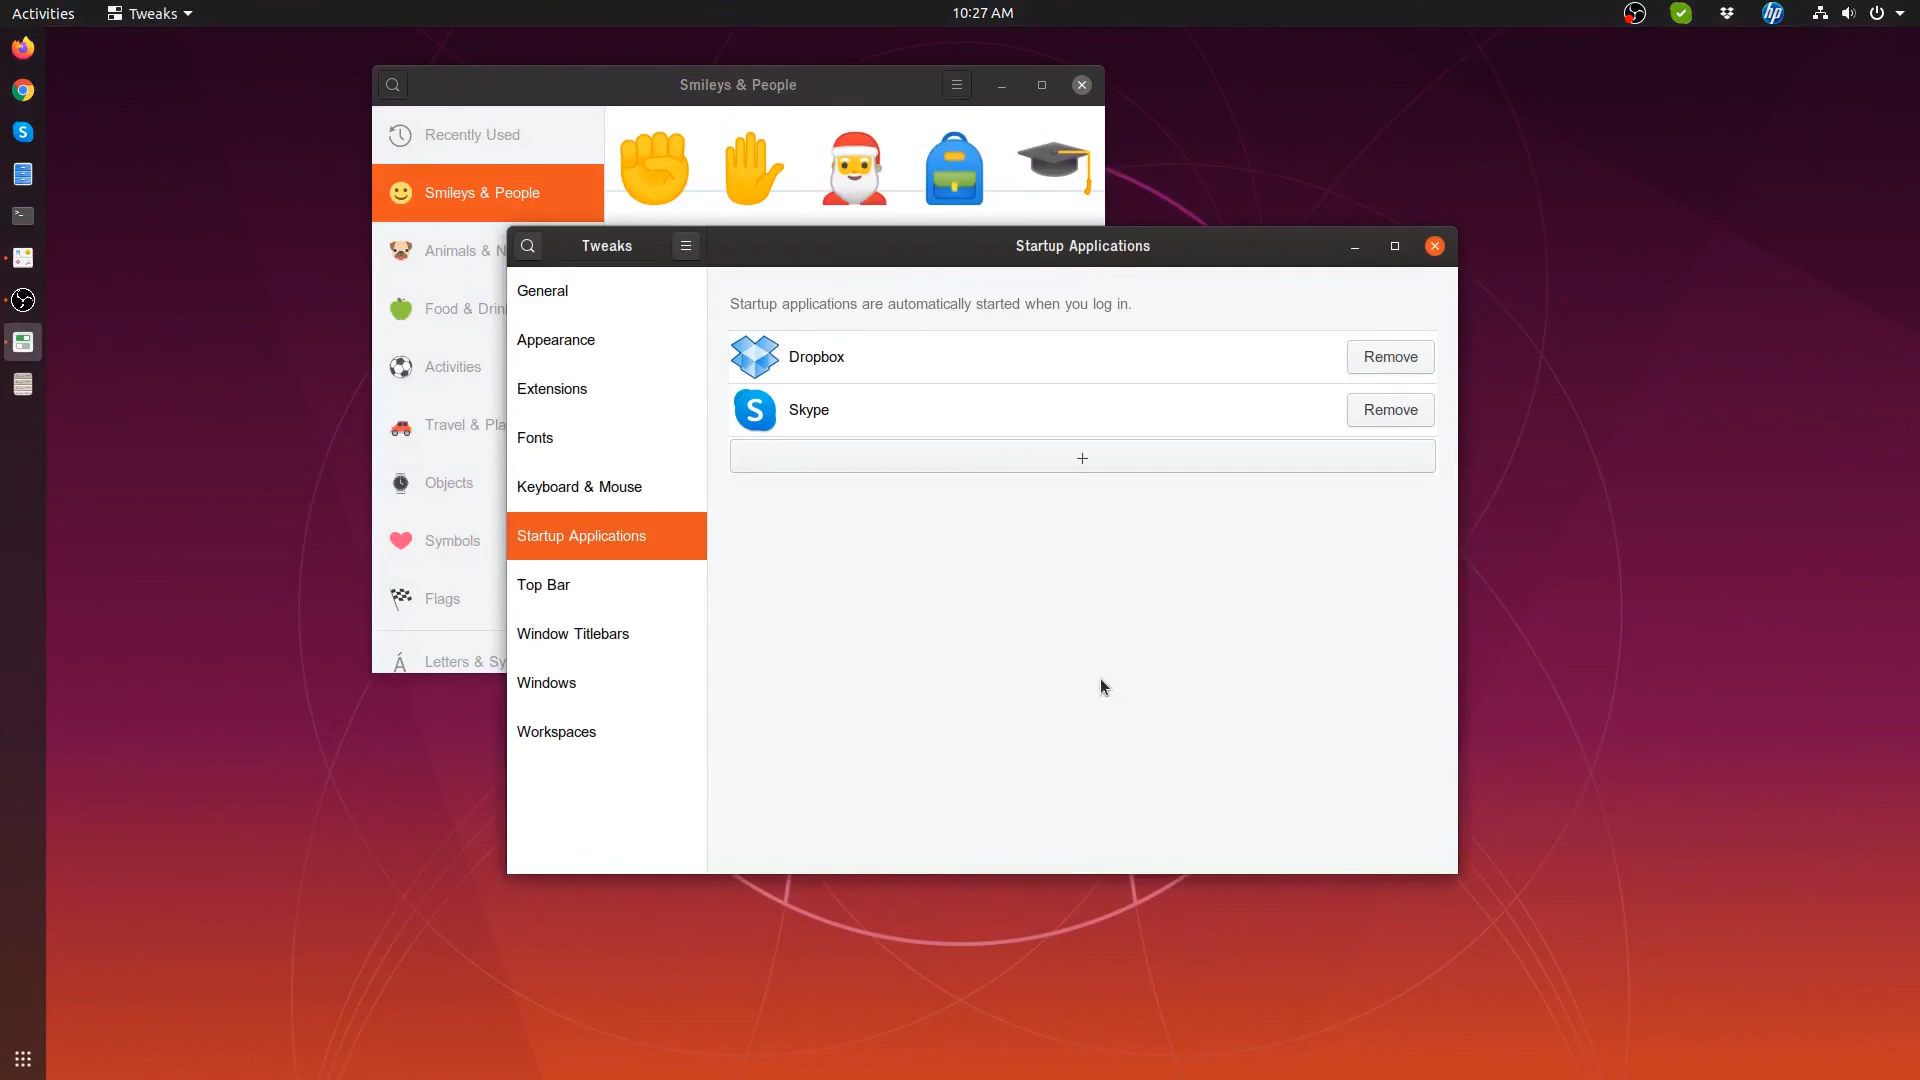 Activities
Tweaks
10:27 AM
hp
Smileys & People
Recently Used
Smileys & People
Animals & N
Food & Drin
Activities
Travel & Pla
Objects
Symbols
Flags
Á
Letters & Sy
Tweaks
Startup Applications
General
Appearance
Extensions
Fonts
Keyboard & Mouse
Startup Applications
Top Bar
Window Titlebars
Windows
Workspaces
Startup applications are automatically started when you log in.
Dropbox
Remove
S
Skype
Remove
+
S
>_